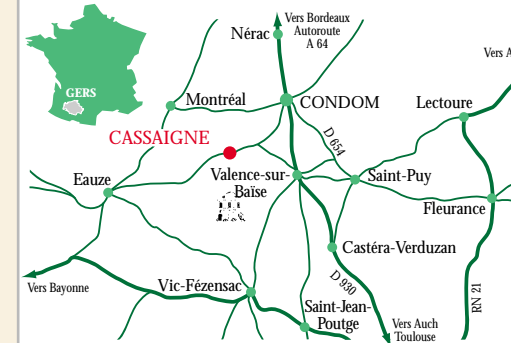 Vers Bordeaux
Autoroute
A 64
Nérac
Vers A
GERS
Montréal
CONDOM
Lectoure
CASSAIGNE
D 654
Eauze
Valence-sur-
Baïse
Saint-Puy
Fleurance
Castéra-Verduzan
Vers Bayonne
Vic-Fézensac
D 930
RN 21
Saint-Jean-
Poutge
Vers Auch
Toulouse